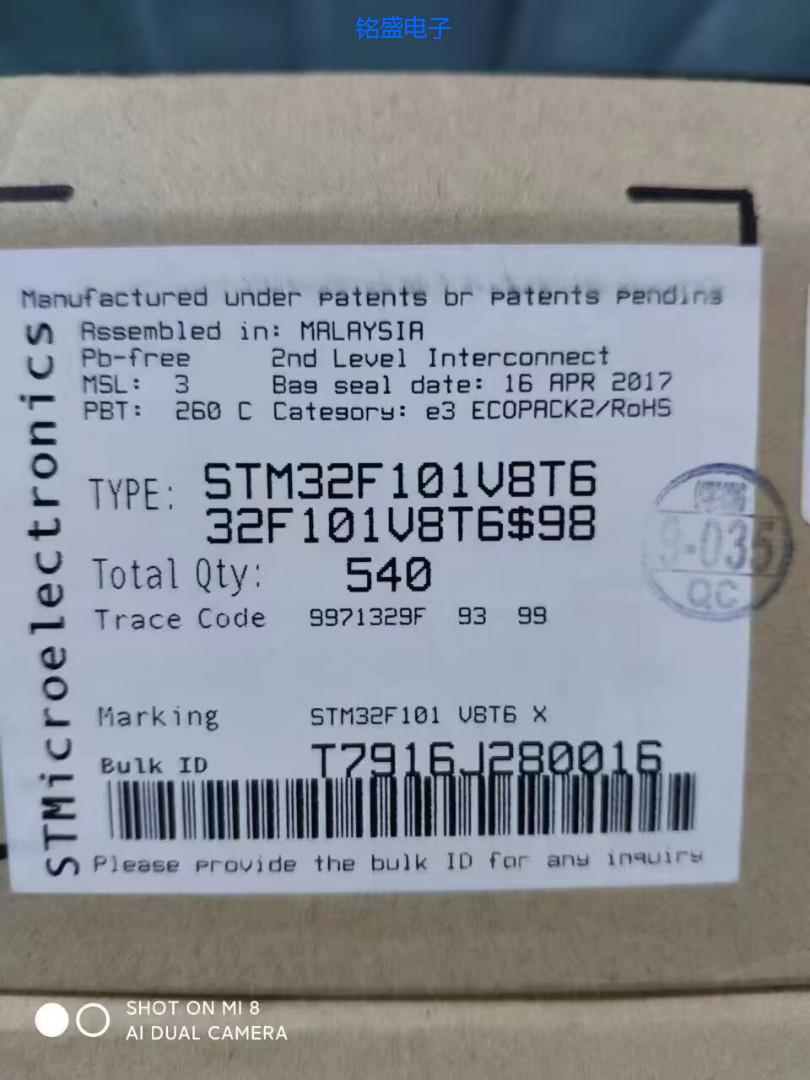 铭盛电子
Manufactured under patents or patents pending
Assembled in: MALAYSIA
Pb-free 2nd Level Interconnect
MSL: 3 Bag seal date: 16 APR 2017
PBT: 260 C Category: e3 ECOPACK2/RoHS
TYPE: STM32F101V8T6
32F101V8T6$98
Total Qty: 540
Trace Code 9971329F 93 99
Marking STM32F101 V8T6 X
Bulk ID T7916J280016
Please provide the bulk ID for any inquiry
STMicroelectronics
9-035
QC
SHOT ON MI 8
AI DUAL CAMERA